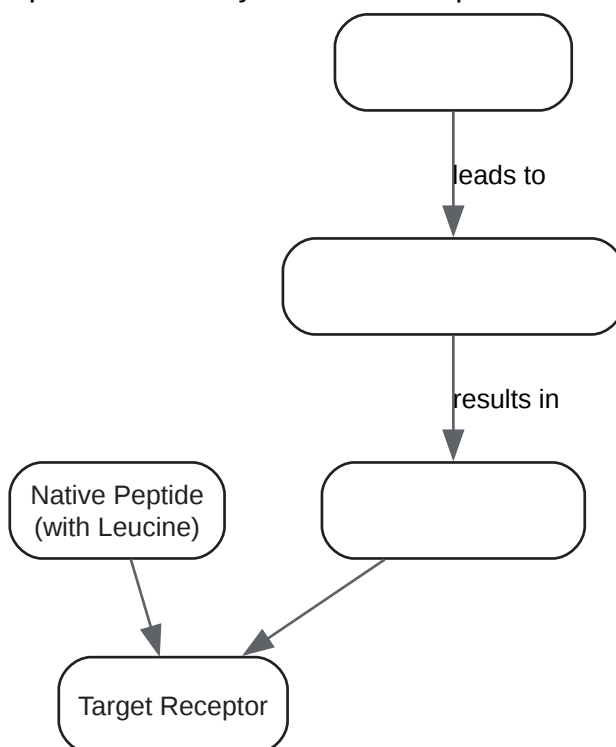 leads to
results in
Native Peptide
(with Leucine)
Target Receptor